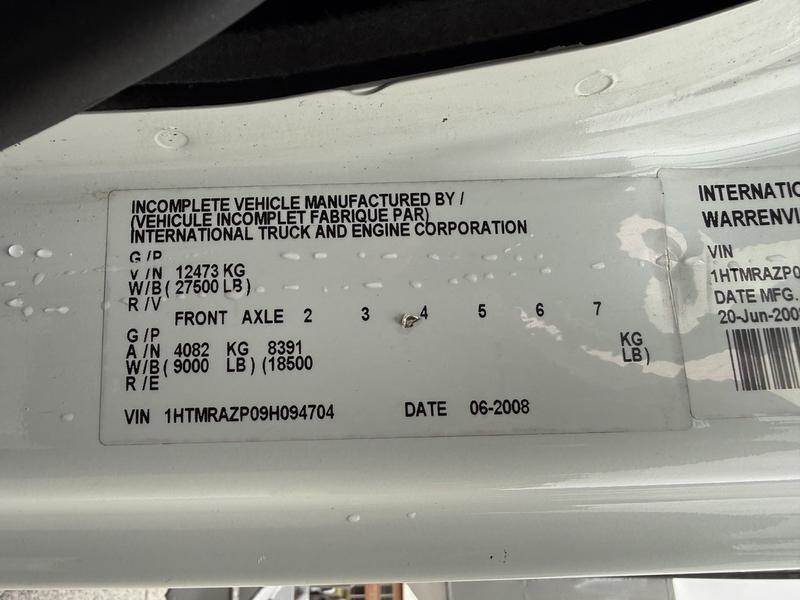 INCOMPLETE VEHICLE MANUFACTURED BY /
(VEHICULE INCOMPLET FABRIQUE PAR)
INTERNATIONAL TRUCK AND ENGINE CORPORATION
G / P
V / N 12473 KG
W/B ( 27500 LB )
R / V
FRONT AXLE 2 3 4 5 6 7
G / P
A / N 4082 KG 8391 KG
W/B ( 9000 LB ) (18500 LB )
R / E
VIN 1HTMRAZP09H094704 DATE 06-2008
INTERNATIO
WARRENVI
VIN
1HTMRAZP0
DATE MFG.
20-Jun-200